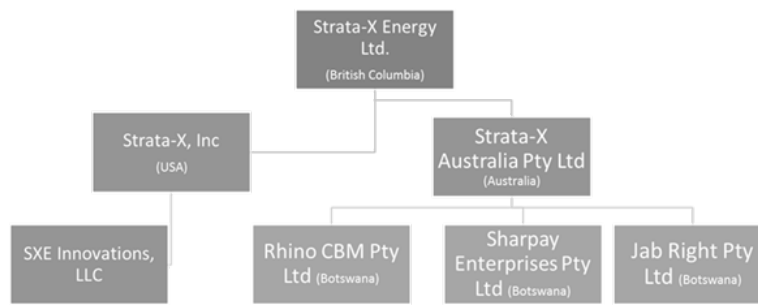 Strata-X Energy
Ltd.
(British Columbia)
Strata-X, Inc
(USA)
Strata-X
Australia Pty Ltd
(Australia)
SXE Innovations,
LLC
Rhino CBM Pty
Ltd (Botswana)
Sharpay
Enterprises Pty
Ltd (Botswana)
Jab Right Pty
Ltd (Botswana)